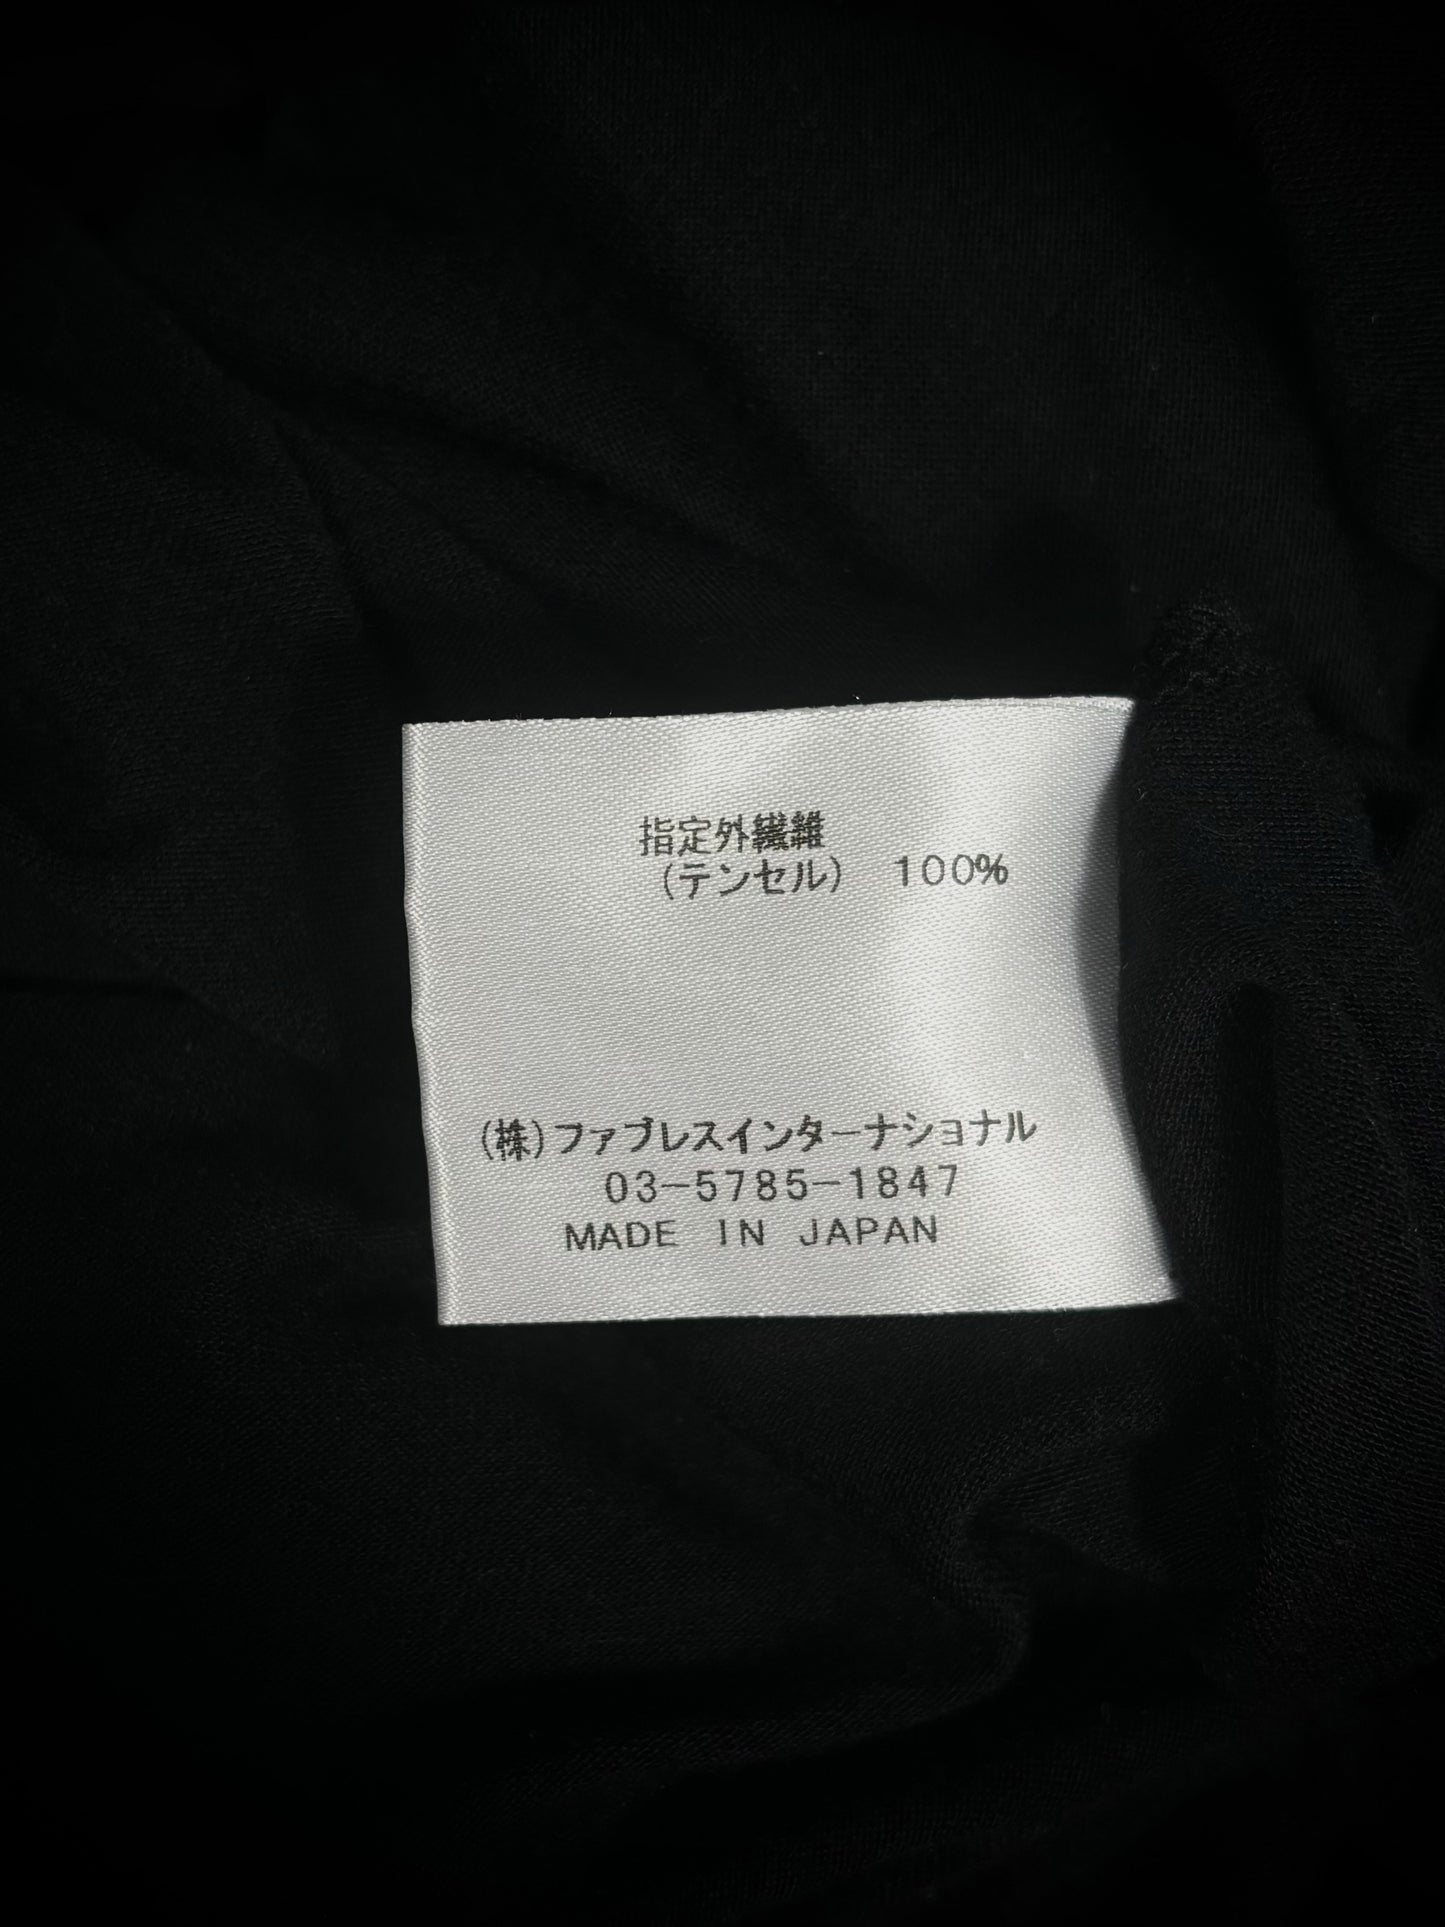 指定外繊維
(テンセル) 100%
(株)ファブレスインターナショナル
03-5785-1847
MADE IN JAPAN